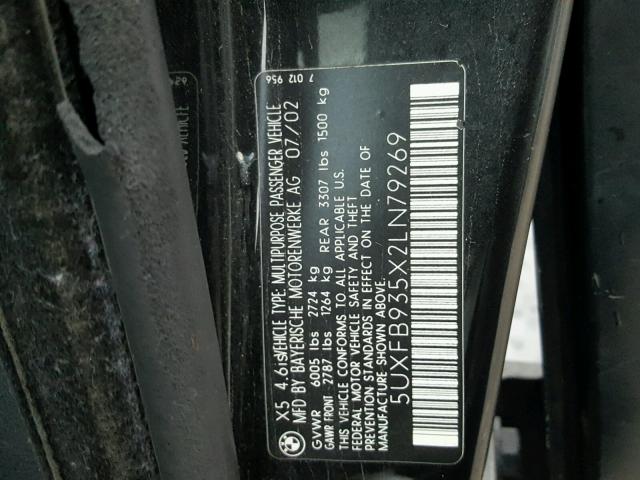 X5 4.6is VEHICLE TYPE: MULTIPURPOSE PASSENGER VEHICLE
MFD BY BAYERISCHE MOTORENWERKE AG 07/02 7 012 956
GVWR 6005 lbs 2724 kg
GAWR FRONT 2787 lbs 1264 kg REAR 3307 lbs 1500 kg
THIS VEHICLE CONFORMS TO ALL APPLICABLE U.S.
FEDERAL MOTOR VEHICLE SAFETY AND THEFT
PREVENTION STANDARDS IN EFFECT ON THE DATE OF
MANUFACTURE SHOWN ABOVE.
5UXFB935X2LN79269
VEHICLE